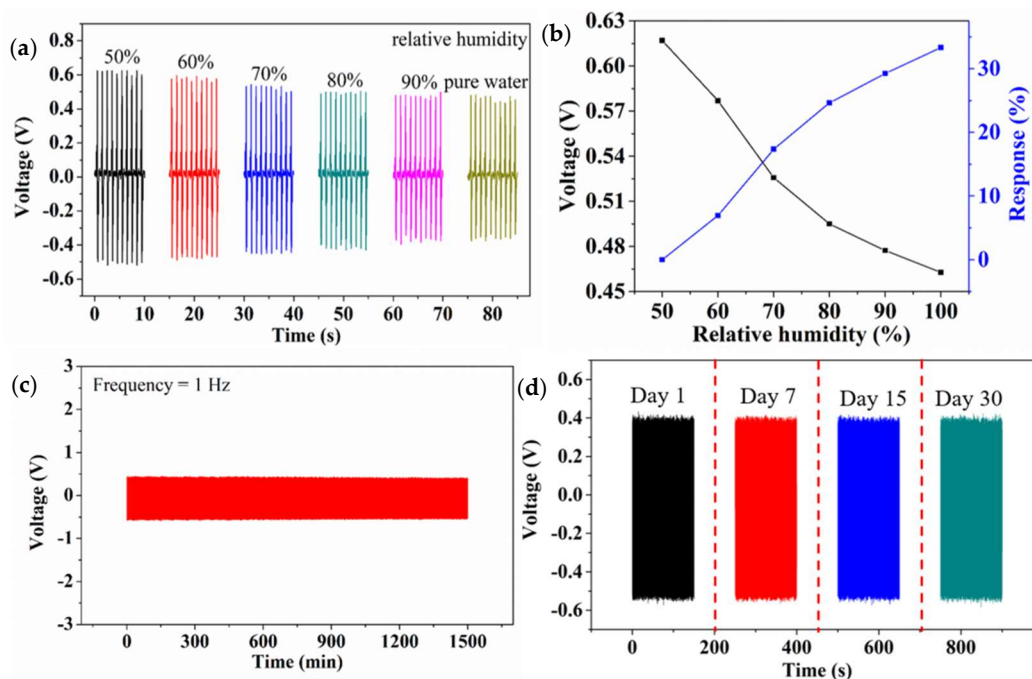 (a)
0.8
0.6
0.4
0.2
0.0
-0.2
-0.4
-0.6
Voltage (V)
relative humidity
50%
60%
70%
80%
90%
pure water
0 10 20 30 40 50 60 70 80
Time (s)
(b)
0.63
0.60
0.57
0.54
0.51
0.48
0.45
Voltage (V)
30
20
10
0
Response (%)
50 60 70 80 90 100
Relative humidity (%)
(c)
Frequency = 1 Hz
3
2
1
0
-1
-2
-3
Voltage (V)
0 300 600 900 1200 1500
Time (min)
(d)
0.6
0.4
0.2
0.0
-0.2
-0.4
-0.6
Voltage (V)
Day 1 Day 7 Day 15 Day 30
0 200 400 600 800
Time (s)